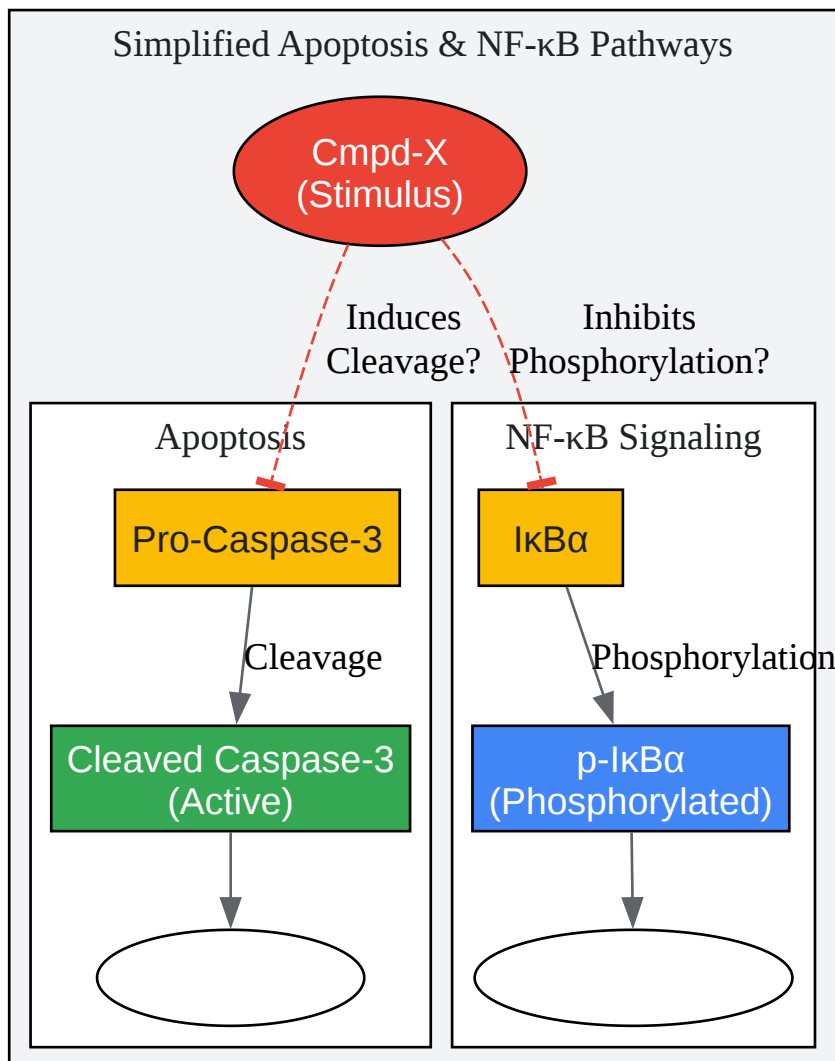 Simplified Apoptosis & NF-κB Pathways
Cmpd-X
(Stimulus)
Induces
Cleavage?
Inhibits
Phosphorylation?
Apoptosis
Pro-Caspase-3
Cleavage
Cleaved Caspase-3
(Active)
NF-κB Signaling
IκBα
Phosphorylation
p-IκBα
(Phosphorylated)